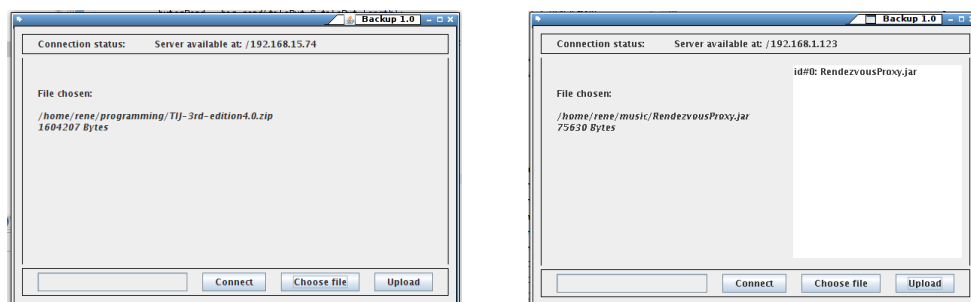 Backup 1.0
Connection status: Server available at: /192.168.15.74
File chosen:
/home/rene/programming/TIJ-3rd-edition4.0.zip
1604207 Bytes
Connect Choose file Upload
Backup 1.0
Connection status: Server available at: /192.168.1.123
id#0: RendezvousProxy.jar
File chosen:
/home/rene/music/RendezvousProxy.jar
75630 Bytes
Connect Choose file Upload